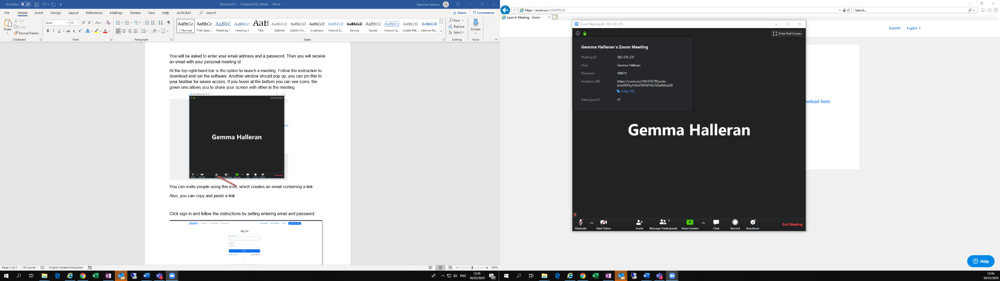 AutoSave Off
Document1 - Compatibility Mode - Word
Gemma Halleran
File Home Insert Design Layout References Mailings Review View Help ACROBAT Search
Share Comments
Paste
Cut
Copy
Format Painter
Clipboard
Arial 12
Font
Paragraph
AaBbCc AaBbCc AaBbC AaBbCc AaB AaBbCcD AaBbCcD AaBbCcD AaBbCcD AaBbCcD AaBbCcD AaBbCc AaBbCcD AaBbCcD
¶ Normal ¶ No Spac... Heading 1 Heading 2 Title Subtitle Subtle Em... Emphasis Intense E... Strong Quote Intense Q... Subtle Ref... Intense Re...
Styles
Find
Replace
Select
Editing
Dictate
Voice
You will be asked to enter your email address and a password. Then you will receive
an email with your personal meeting id.
At the top right-hand bar is the option to launch a meeting. Follow the instruction to
download and run the software. Another window should pop up, you can pin this to
your taskbar for easier access. If you hover at the bottom you can see icons, the
green one allows you to share your screen with other in the meeting
Gemma Halleran
You can invite people using this icon, which creates an email containing a link
Also, you can copy and paste a link
Click sign in and follow the instructions by setting entering email and password
zoom
Sign In
Page 2 of 2 138 words English (United Kingdom)
100%
ENG
12:46
16/03/2020
20
https://zoom.us/s/592470278
Search...
Launch Meeting - Zoom
Support English
Zoom Meeting ID: 592-470-278
Enter Full Screen
Gemma Halleran's Zoom Meeting
Meeting ID 592-470-278
Host Gemma Halleran
Password 396810
Invitation URL https://zoom.us/j/592470278?pwd=
bmxRNFkyYU4xYUVFdTNLVU5aREJxZz09
Copy URL
Participant ID 37
Gemma Halleran
wnload here.
Unmute Start Video Invite Manage Participants 1 Share Screen Chat Record Reactions End Meeting
Help
12:46
16/03/2020